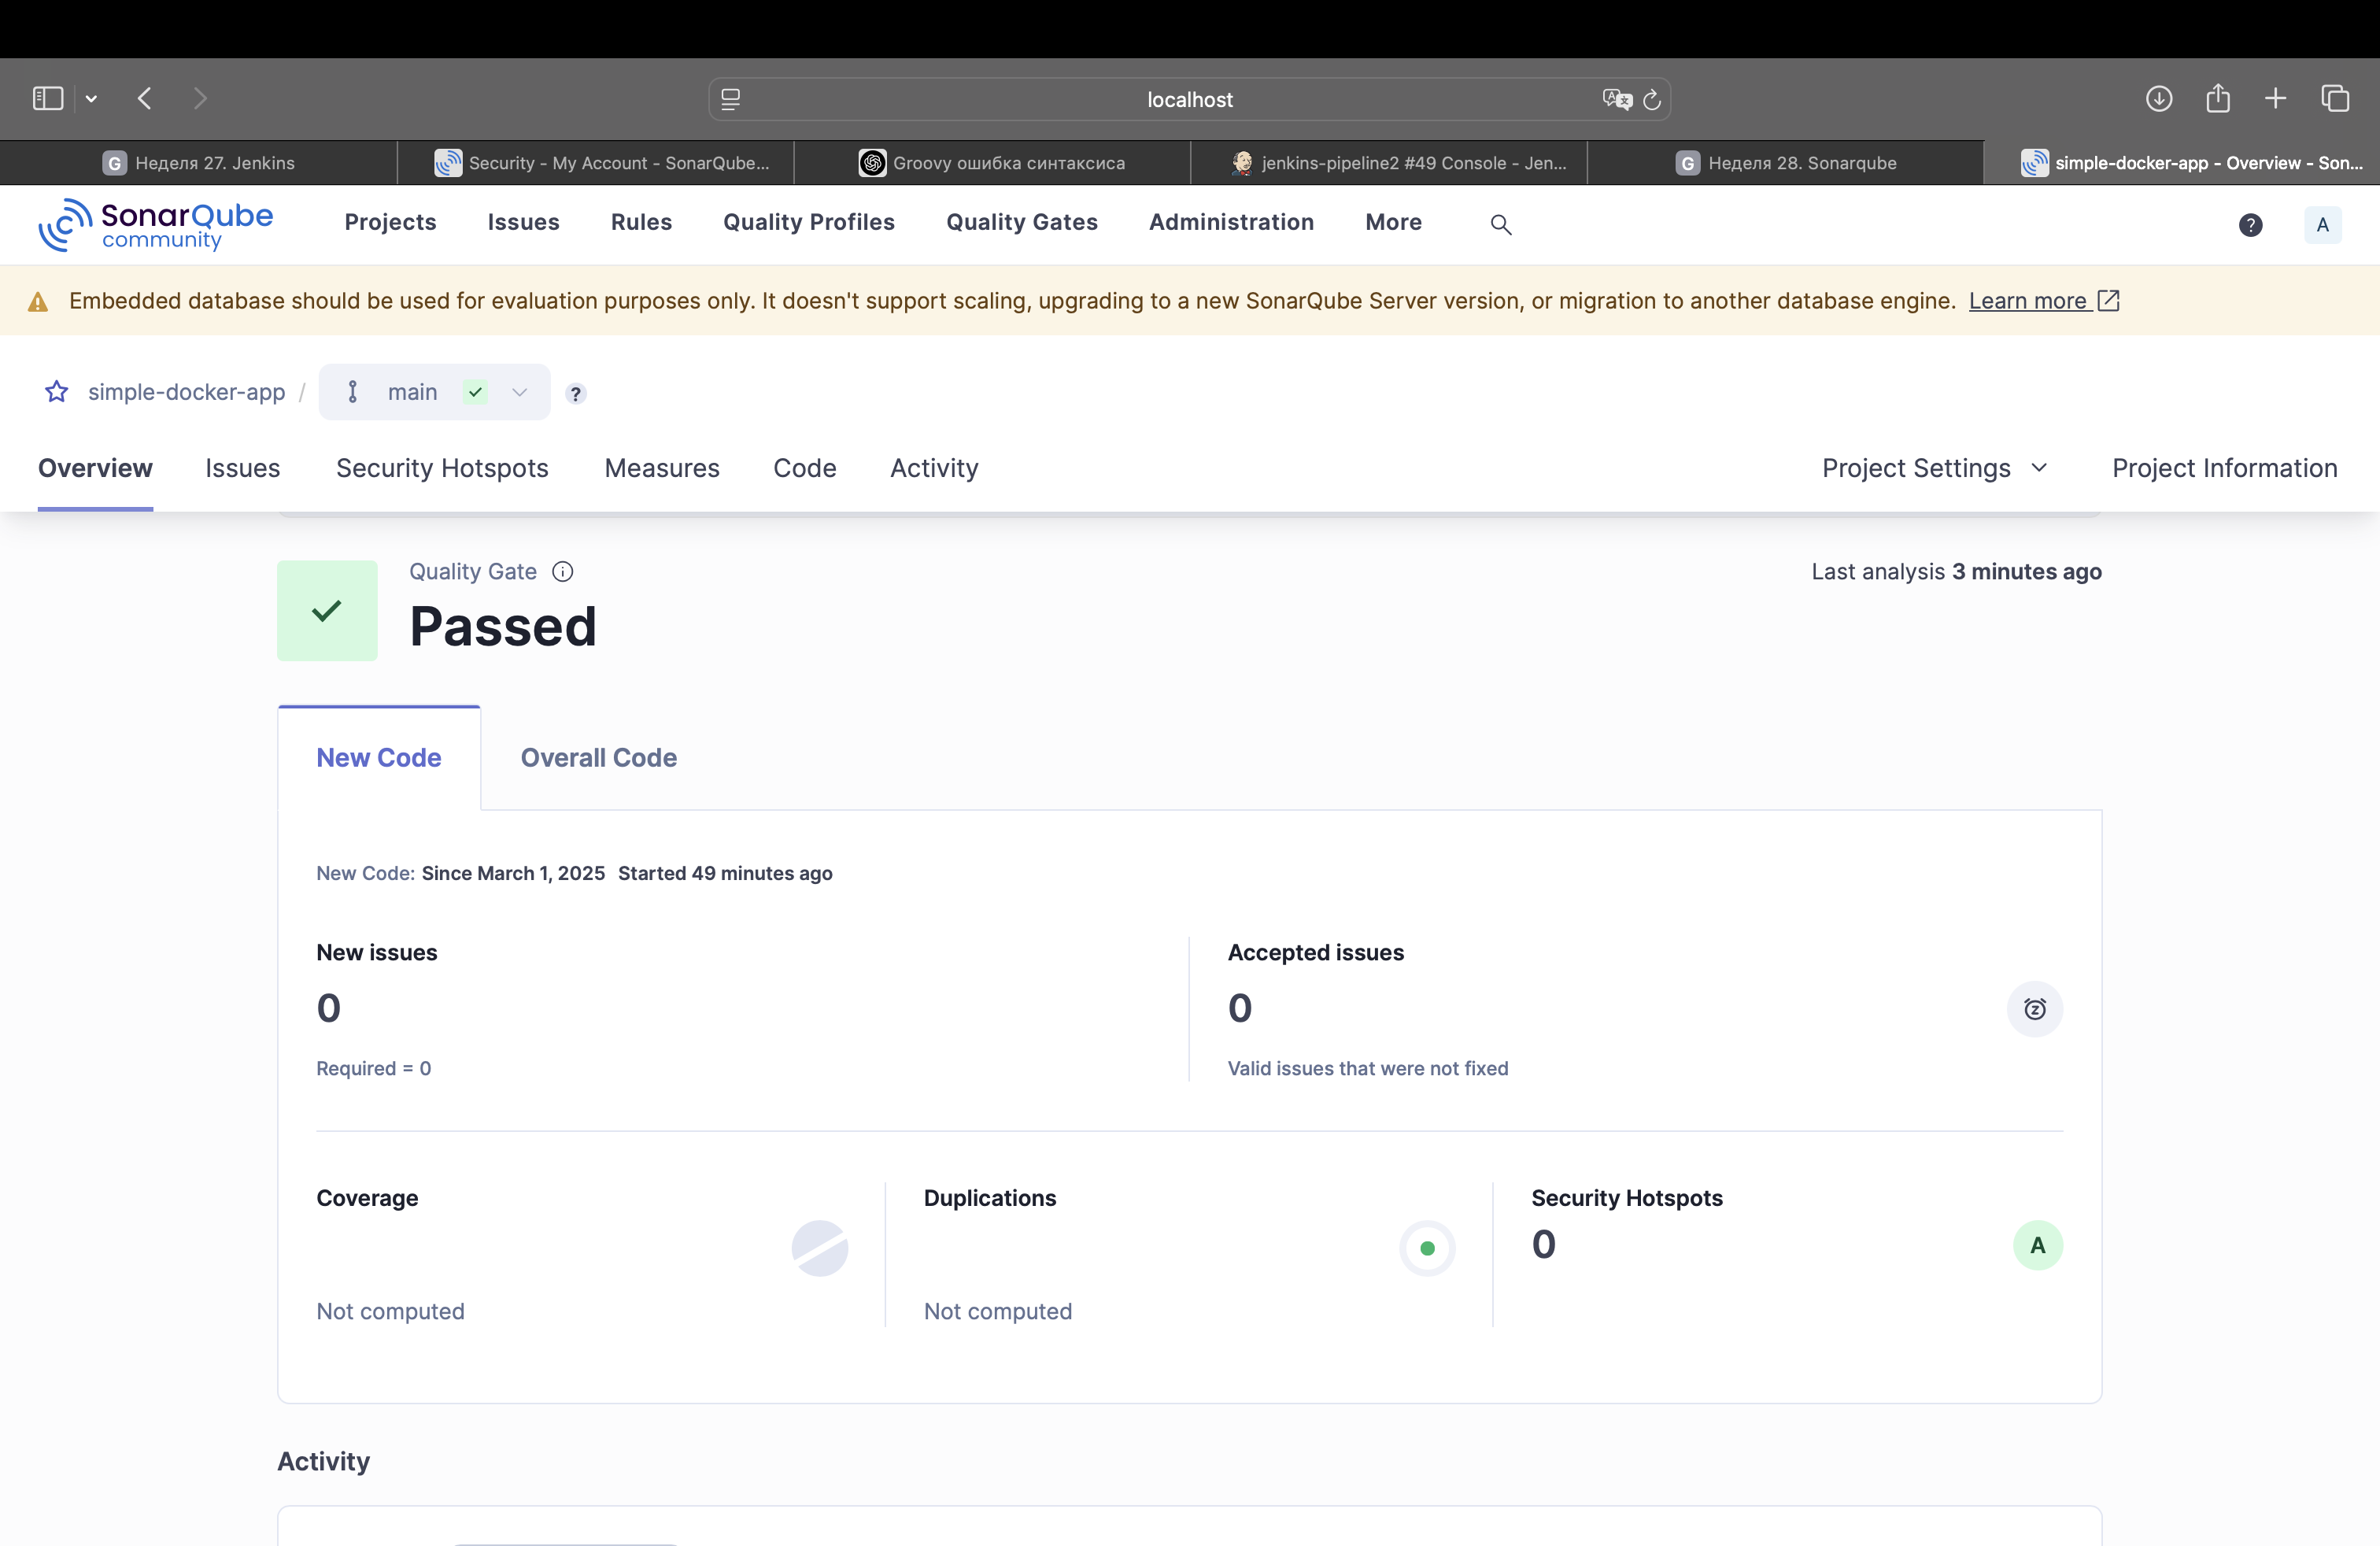 localhost
Неделя 27. Jenkins
Security - My Account - SonarQube...
Groovy ошибка синтаксиса
jenkins-pipeline2 #49 Console - Jen...
Неделя 28. Sonarqube
simple-docker-app - Overview - Son...
SonarQube
community
Projects
Issues
Rules
Quality Profiles
Quality Gates
Administration
More
?
A
Embedded database should be used for evaluation purposes only. It doesn't support scaling, upgrading to a new SonarQube Server version, or migration to another database engine. Learn more
simple-docker-app / main ?
Overview
Issues
Security Hotspots
Measures
Code
Activity
Project Settings
Project Information
Quality Gate
Passed
Last analysis 3 minutes ago
New Code
Overall Code
New Code: Since March 1, 2025 Started 49 minutes ago
New issues
0
Required = 0
Accepted issues
0
Valid issues that were not fixed
Coverage
Not computed
Duplications
Not computed
Security Hotspots
0
A
Activity